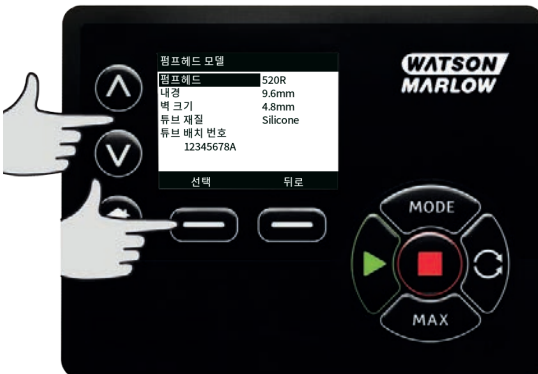 펌프헤드 모델
펌프헤드 520R
내경 9.6mm
벽 크기 4.8mm
튜브 재질 Silicone
튜브 배치 번호
12345678A
선택 뒤로
WATSON
MARLOW
MODE
MAX